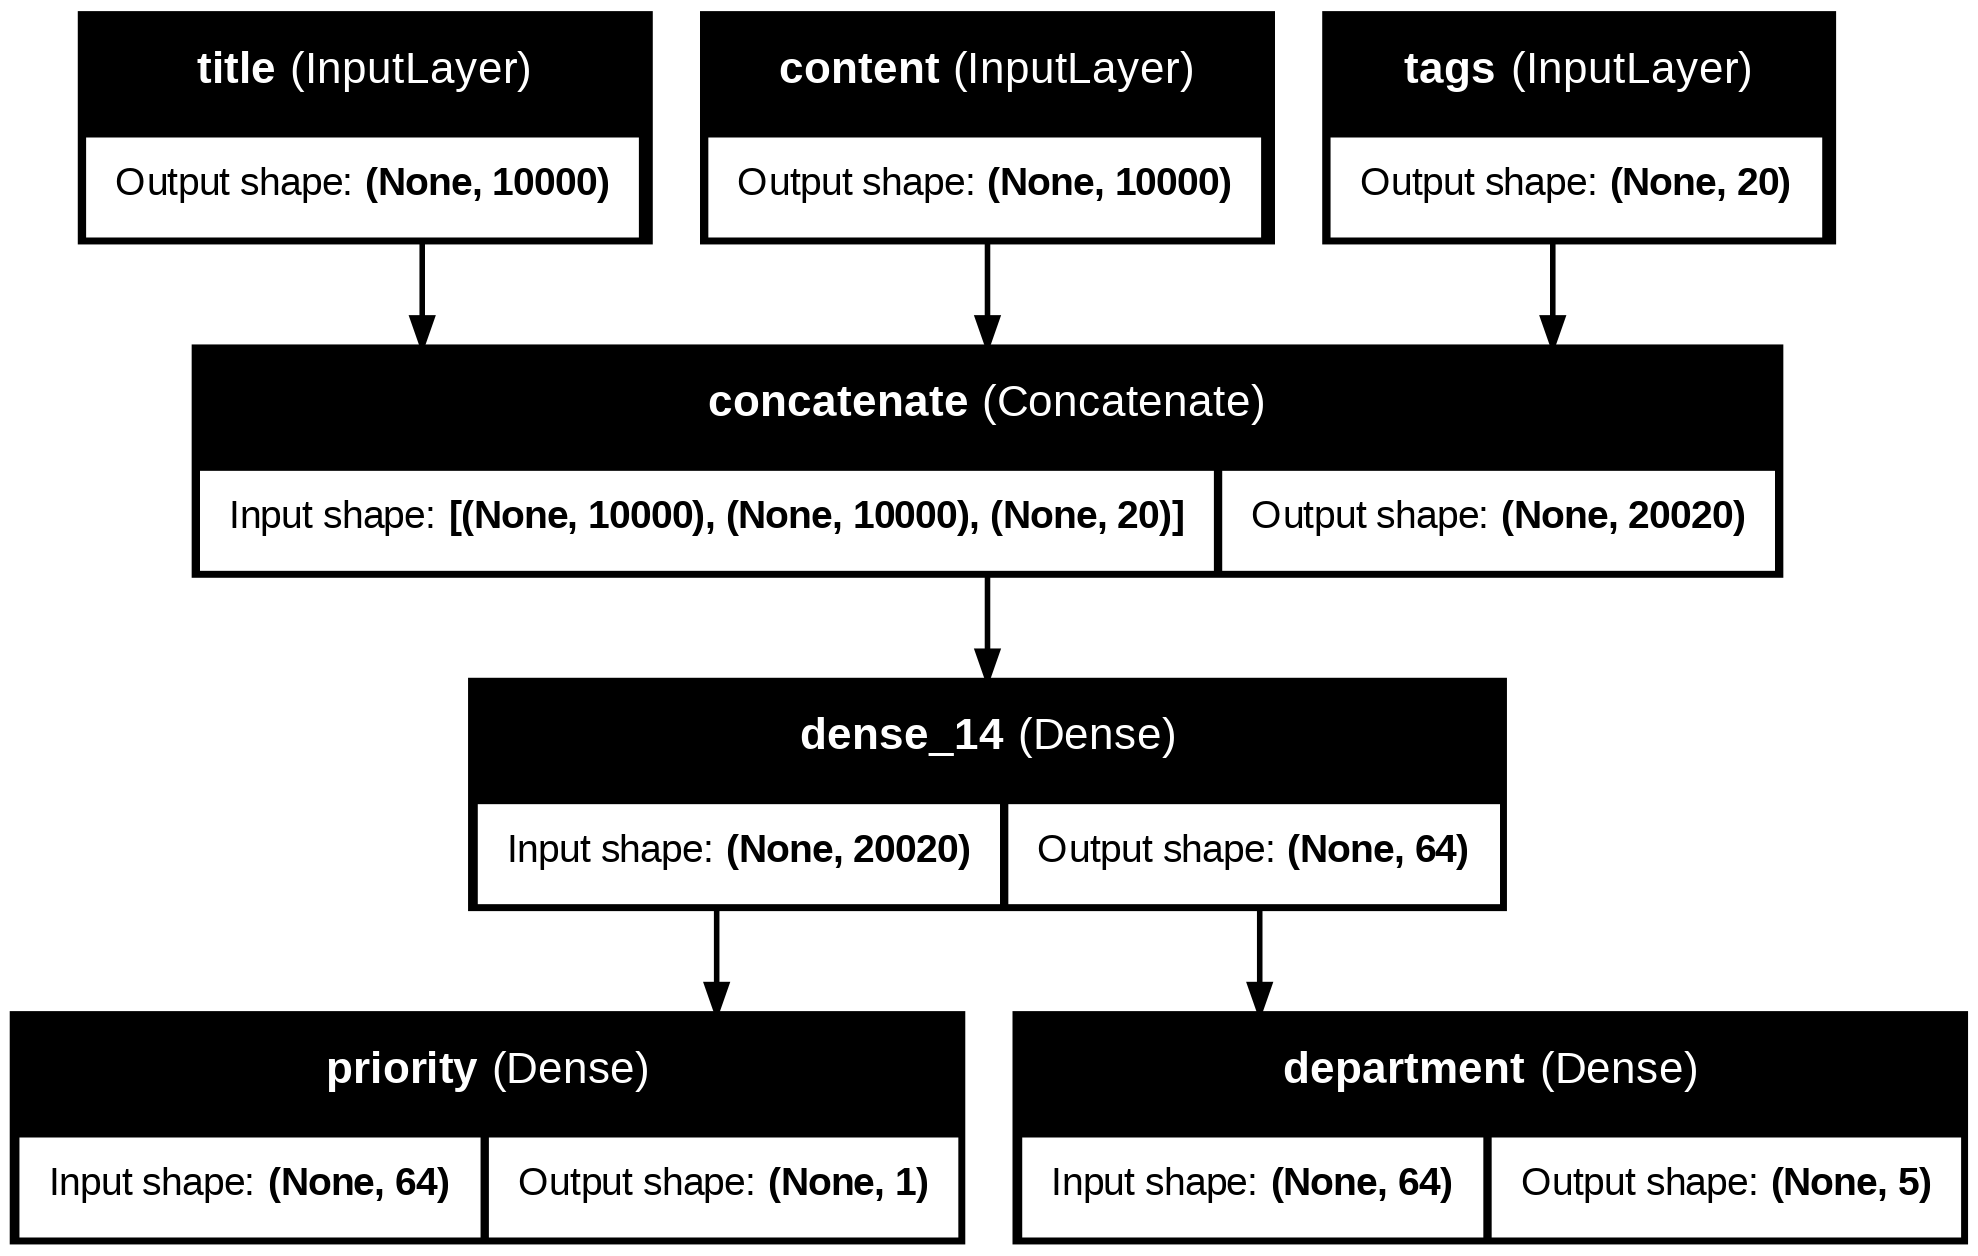 title (InputLayer)
Output shape: (None, 10000)
content (InputLayer)
Output shape: (None, 10000)
tags (InputLayer)
Output shape: (None, 20)
concatenate (Concatenate)
Input shape: [(None, 10000), (None, 10000), (None, 20)]
Output shape: (None, 20020)
dense_14 (Dense)
Input shape: (None, 20020)
Output shape: (None, 64)
priority (Dense)
Input shape: (None, 64)
Output shape: (None, 1)
department (Dense)
Input shape: (None, 64)
Output shape: (None, 5)